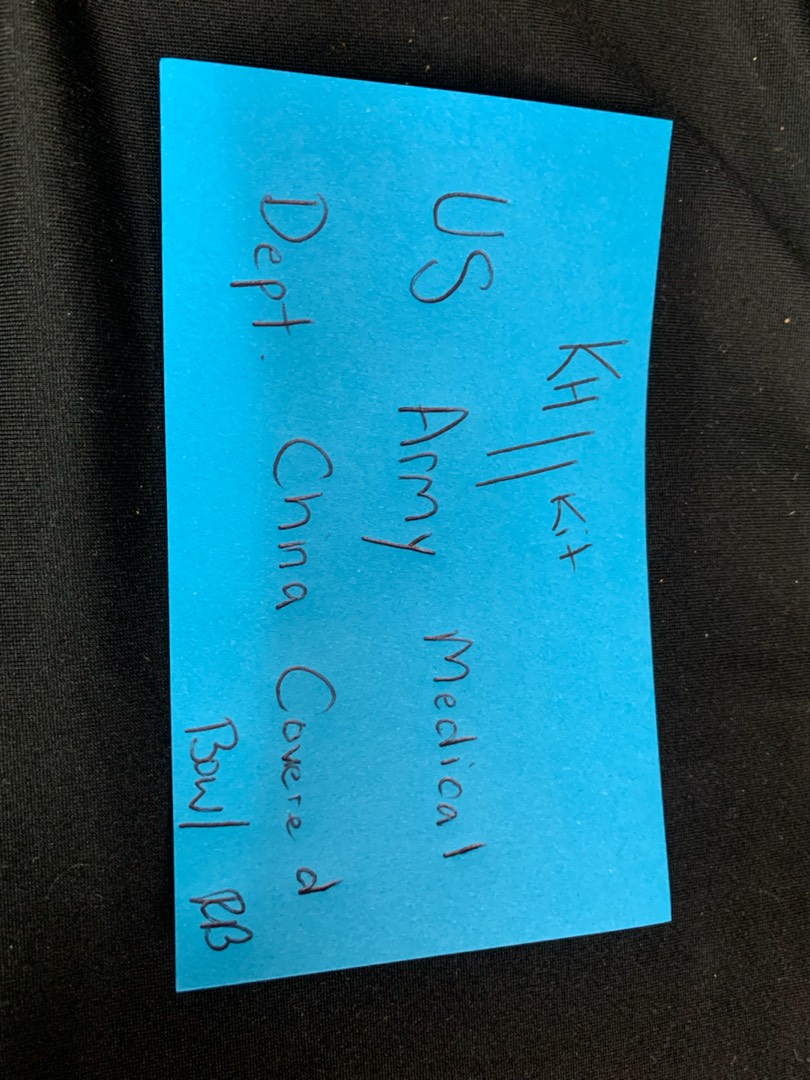 KH || Kit
US Army Medical
Dept. China Covered
Bowl RB